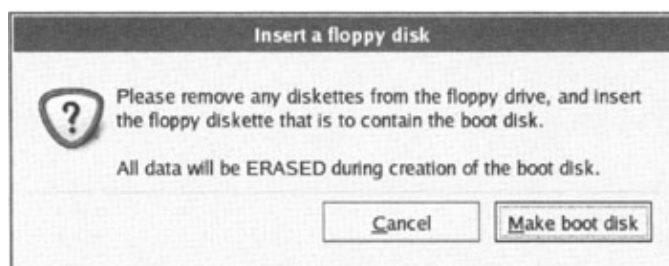 Insert a floppy disk
?
Please remove any diskettes from the floppy drive, and insert
the floppy diskette that is to contain the boot disk.
All data will be ERASED during creation of the boot disk.
Cancel
Make boot disk